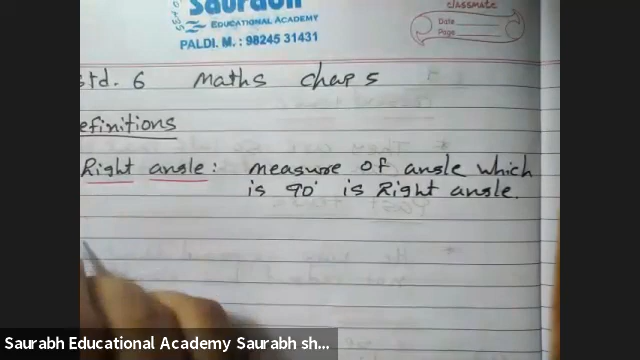 Saurabh
EDUCATIONAL ACADEMY
PALDI. M.: 98245 31431
classmate
Date
Page
std. 6 Maths chap 5
efinitions
Right angle: measure of angle which
is 90° is Right angle.
Saurabh Educational Academy Saurabh sh...